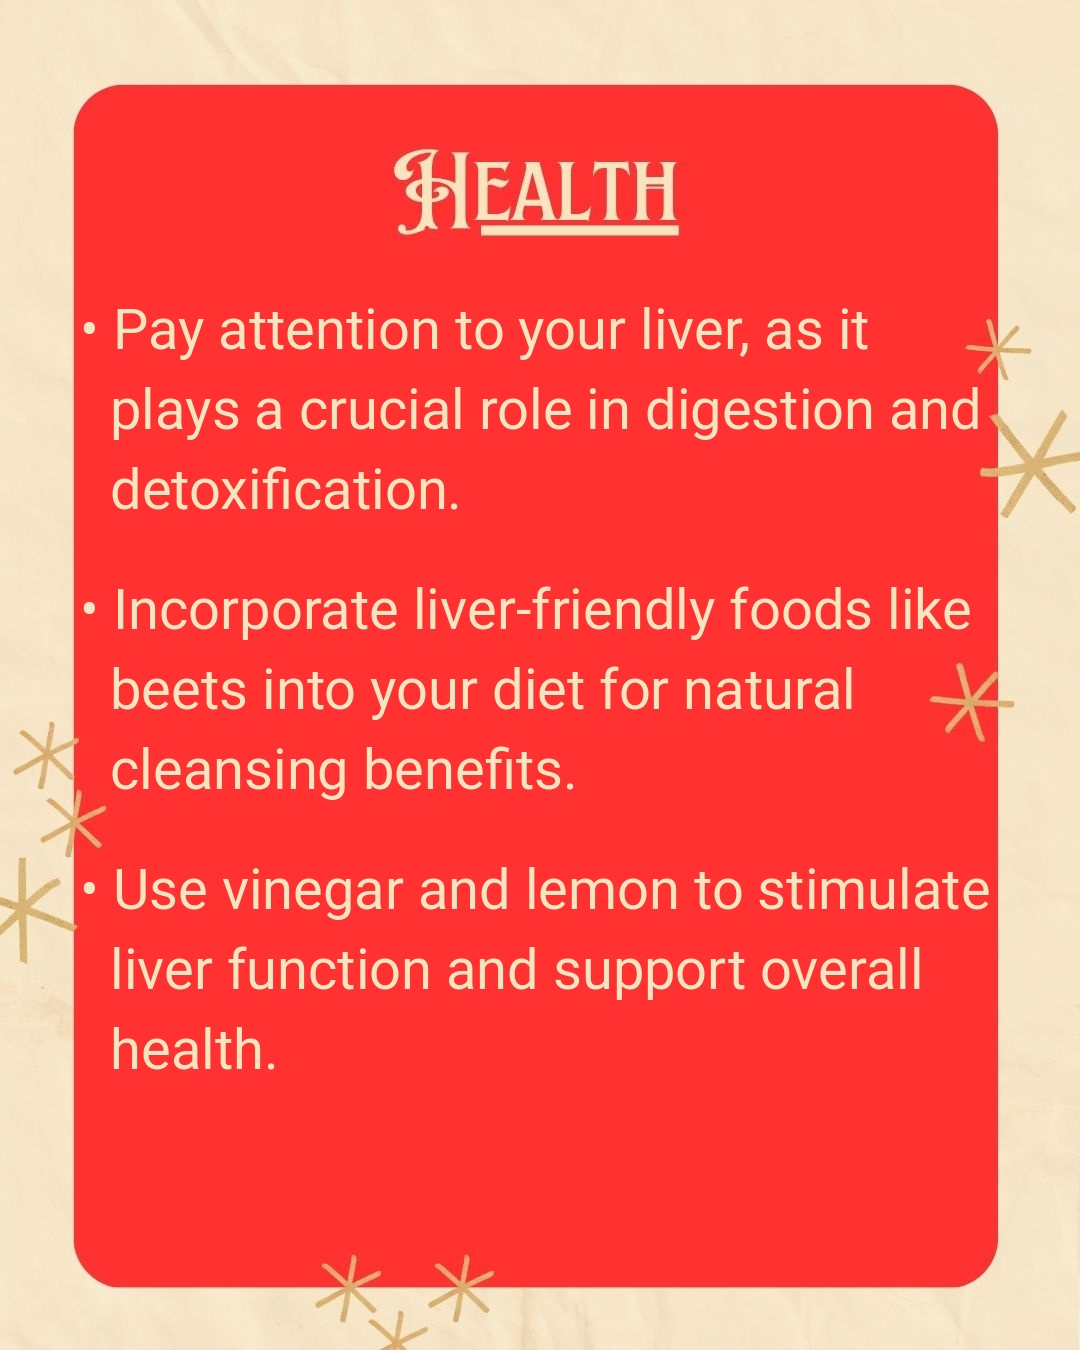 Health
• Pay attention to your liver, as it
plays a crucial role in digestion and
detoxification.
• Incorporate liver-friendly foods like
beets into your diet for natural
cleansing benefits.
• Use vinegar and lemon to stimulate
liver function and support overall
health.